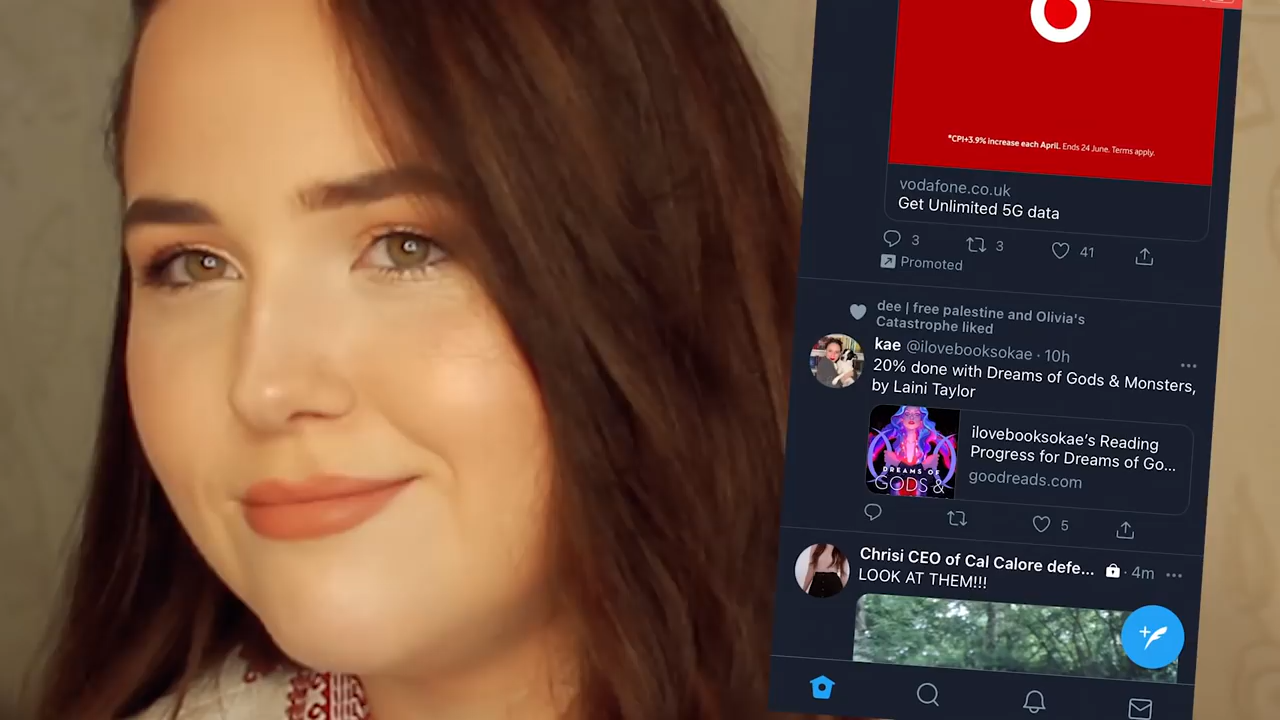 *CPI+3.9% increase each April. Ends 24 June. Terms apply.
vodafone.co.uk
Get Unlimited 5G data
3
3
41
Promoted
dee | free palestine and Olivia's
Catastrophe liked
kae @ilovebooksokae · 10h
20% done with Dreams of Gods & Monsters,
by Laini Taylor
DREAMS OF
GODS &
ilovebooksokae's Reading
Progress for Dreams of Go...
goodreads.com
5
Chrisi CEO of Cal Calore defe... · 4m
LOOK AT THEM!!!